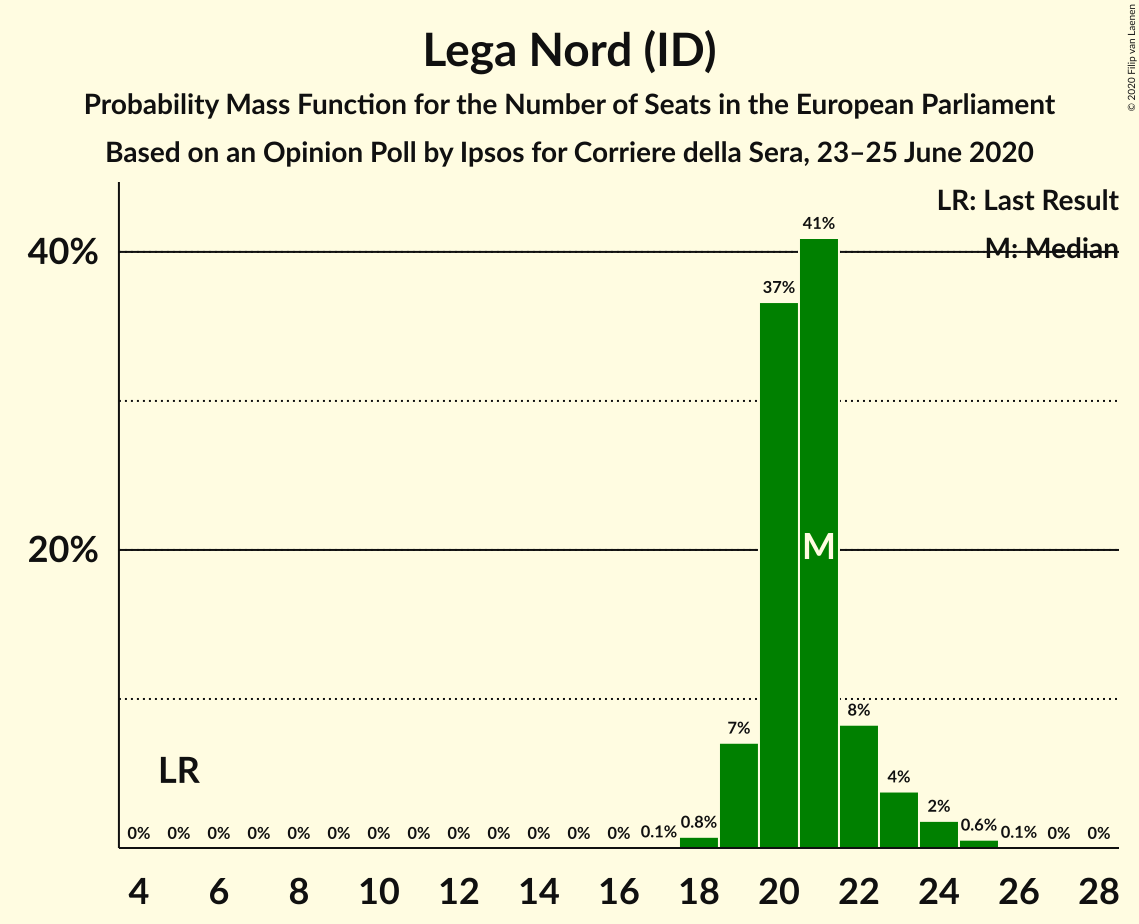 Lega Nord (ID)
Probability Mass Function for the Number of Seats in the European Parliament
Based on an Opinion Poll by Ipsos for Corriere della Sera, 23–25 June 2020
© 2020 Filip van Laenen
LR: Last Result
M: Median
40%
20%
41%
37%
M
8%
7%
LR
4%
2%
0% 0% 0% 0% 0% 0% 0% 0% 0% 0% 0% 0% 0% 0.1% 0.8% 0.6% 0.1% 0% 0%
4 6 8 10 12 14 16 18 20 22 24 26 28